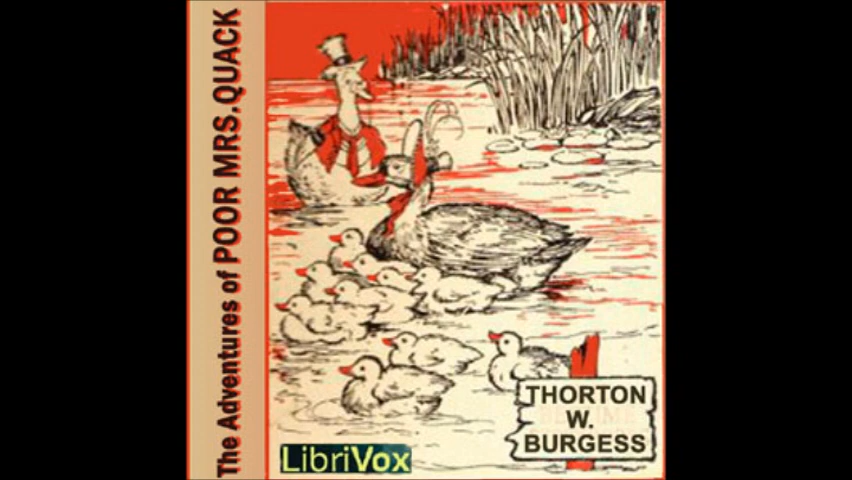 The Adventures of POOR MRS.QUACK
THORTON
W.
BURGESS
LibriVox